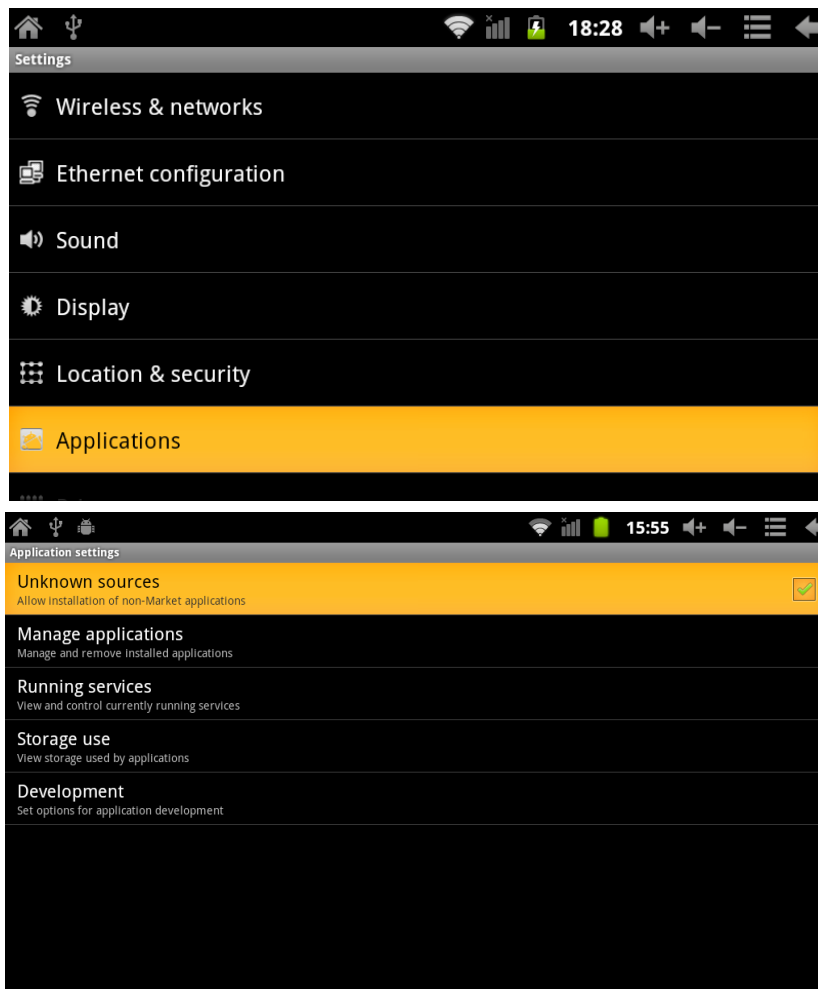 18:28
Settings
Wireless & networks
Ethernet configuration
Sound
Display
Location & security
Applications
15:55
Application settings
Unknown sources
Allow installation of non-Market applications
Manage applications
Manage and remove installed applications
Running services
View and control currently running services
Storage use
View storage used by applications
Development
Set options for application development